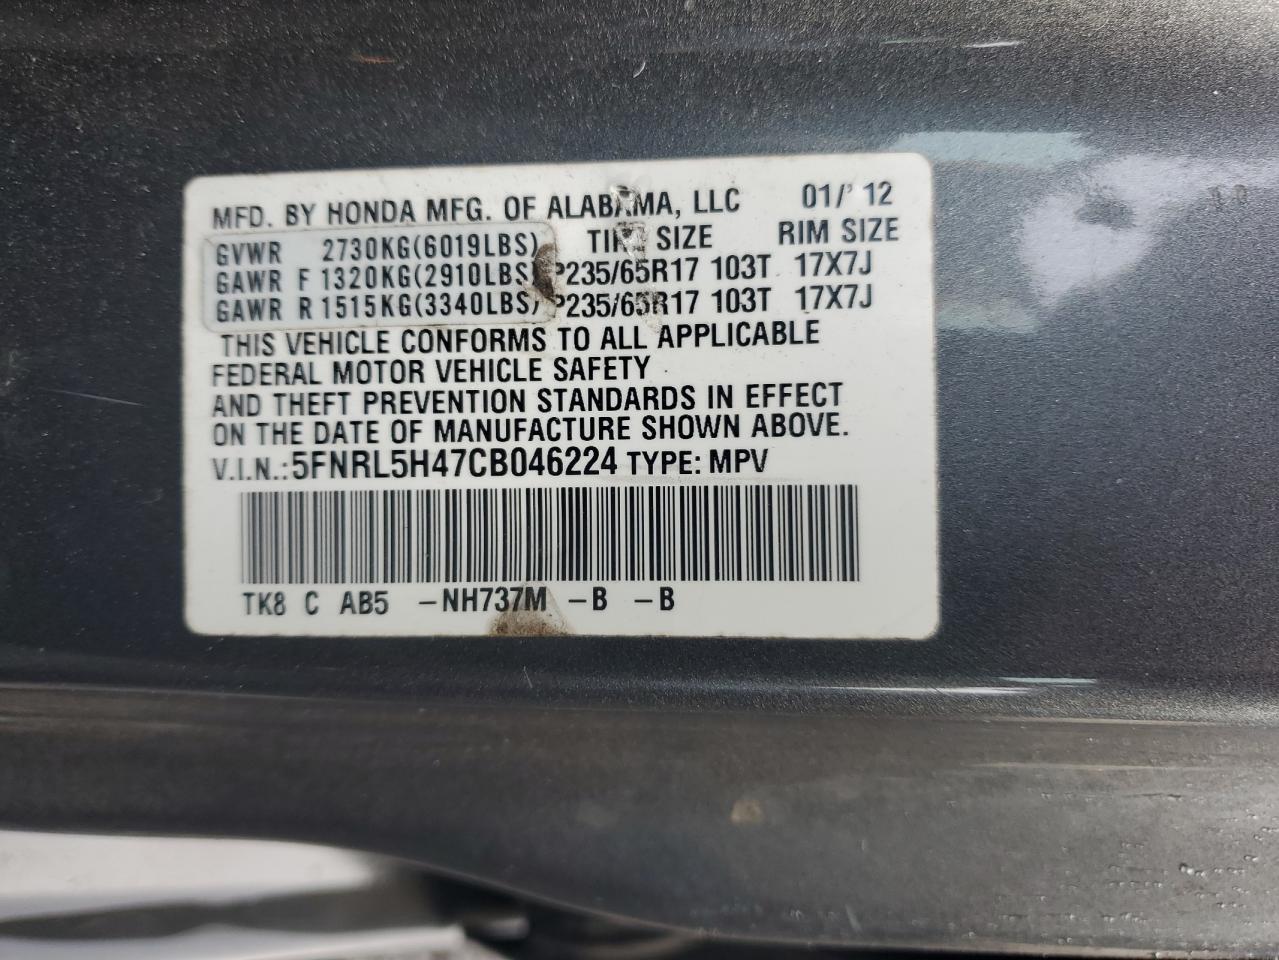 MFD. BY HONDA MFG. OF ALABAMA, LLC 01/'12
GVWR 2730KG(6019LBS) TIRE SIZE RIM SIZE
GAWR F 1320KG(2910LBS) P235/65R17 103T 17X7J
GAWR R 1515KG(3340LBS) P235/65R17 103T 17X7J
THIS VEHICLE CONFORMS TO ALL APPLICABLE
FEDERAL MOTOR VEHICLE SAFETY
AND THEFT PREVENTION STANDARDS IN EFFECT
ON THE DATE OF MANUFACTURE SHOWN ABOVE.
V.I.N.:5FNRL5H47CB046224 TYPE: MPV
TK8 C AB5 -NH737M -B -B